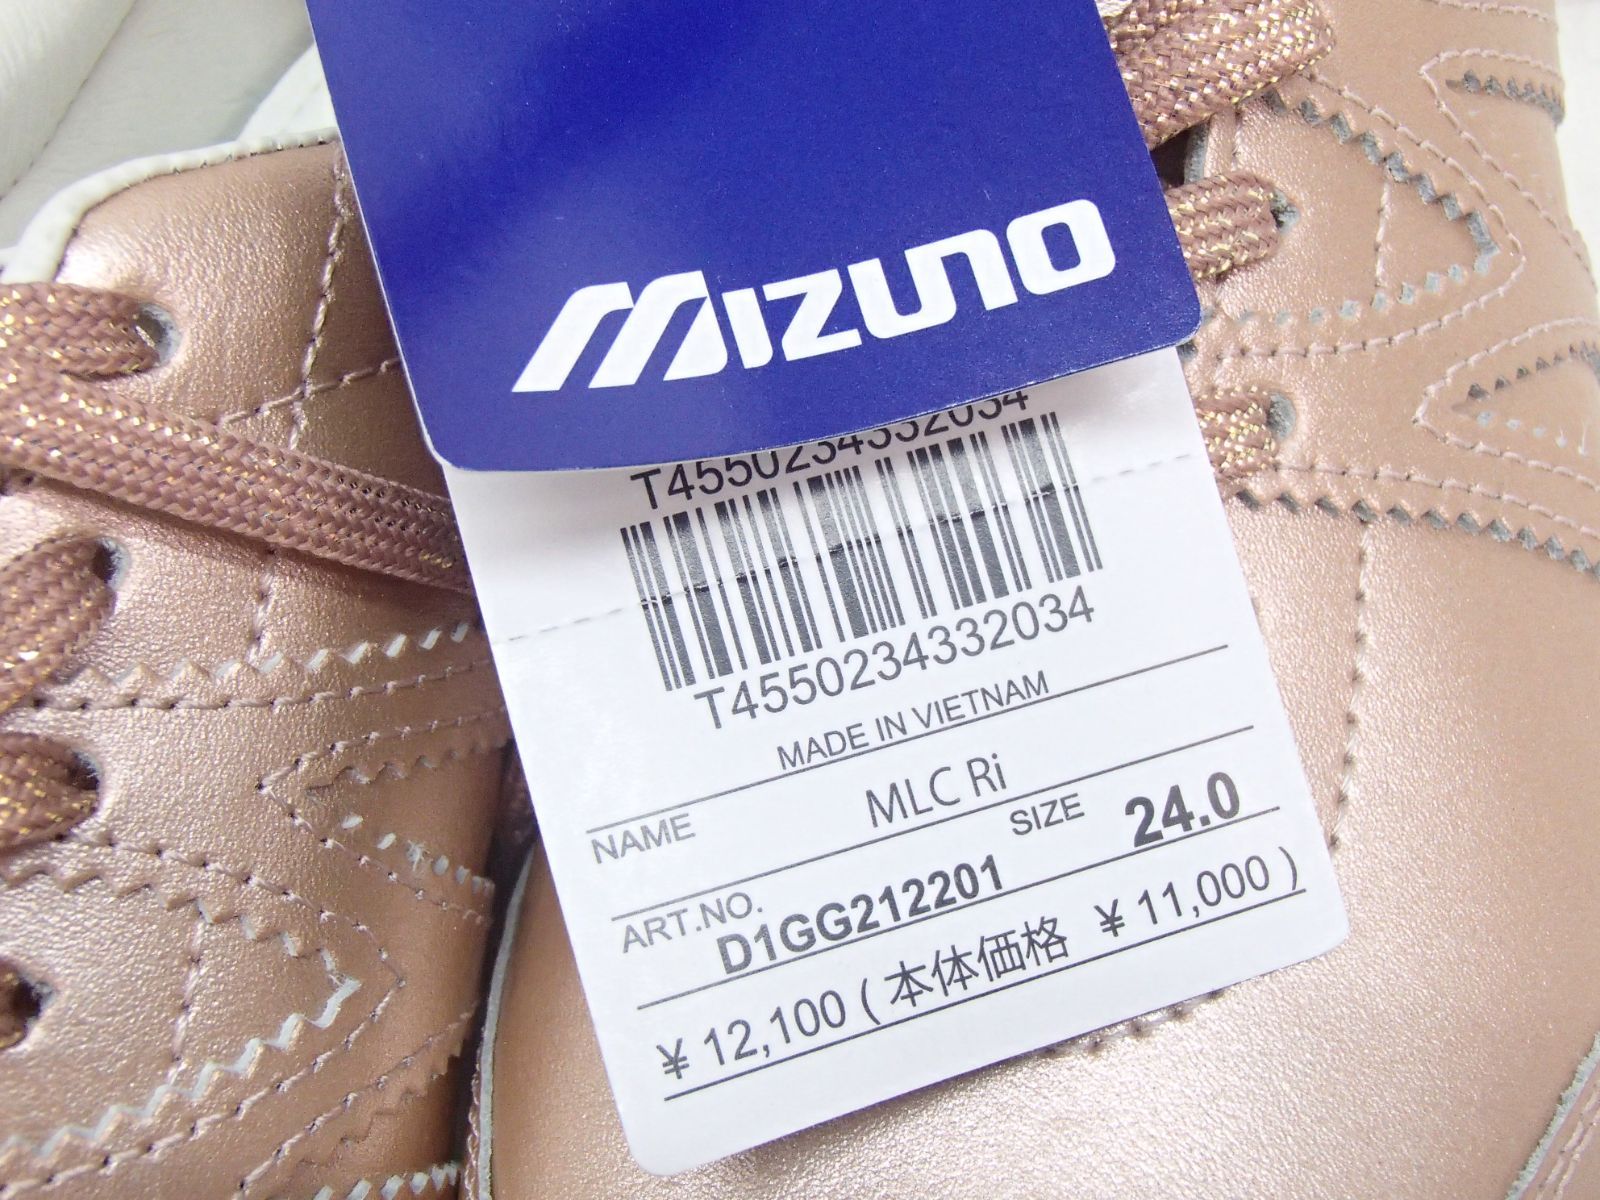 MIZUNO
T4550234332034
T4550234332034
MADE IN VIETNAM
NAME MLC Ri
ART.NO. D1GG212201 SIZE 24.0
¥ 12,100 ( 本体価格 ¥ 11,000 )